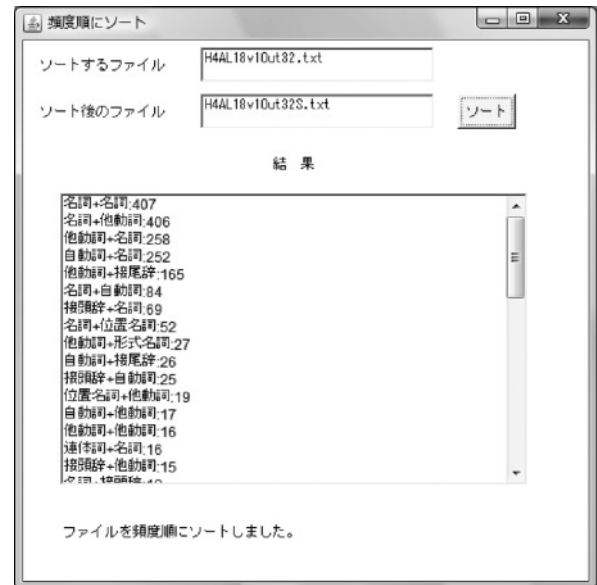 頻度順にソート
ソートするファイル H4AL18v1Out32.txt
ソート後のファイル H4AL18v1Out32S.txt ソート
結 果
名詞+名詞:407
名詞+他動詞:406
他動詞+名詞:258
自動詞+名詞:252
他動詞+接尾辞:165
名詞+自動詞:84
接頭辞+名詞:69
名詞+位置名詞:52
他動詞+形式名詞:27
自動詞+接尾辞:26
接頭辞+自動詞:25
位置名詞+他動詞:19
自動詞+他動詞:17
他動詞+他動詞:16
連体詞+名詞:16
接頭辞+他動詞:15
ファイルを頻度順にソートしました。